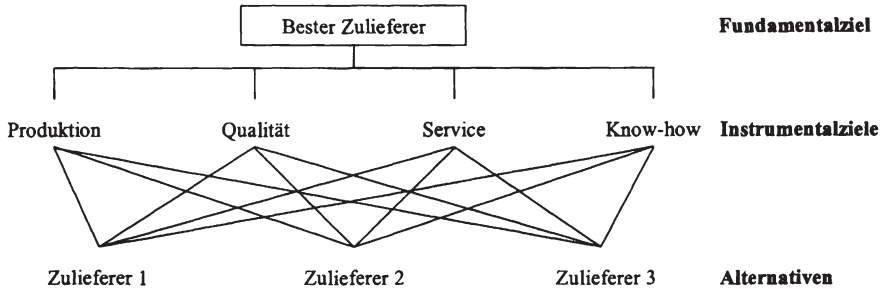 Bester Zulieferer Fundamentalziel
Produktion Qualität Service Know-how Instrumentalziele
Zulieferer 1 Zulieferer 2 Zulieferer 3 Alternativen